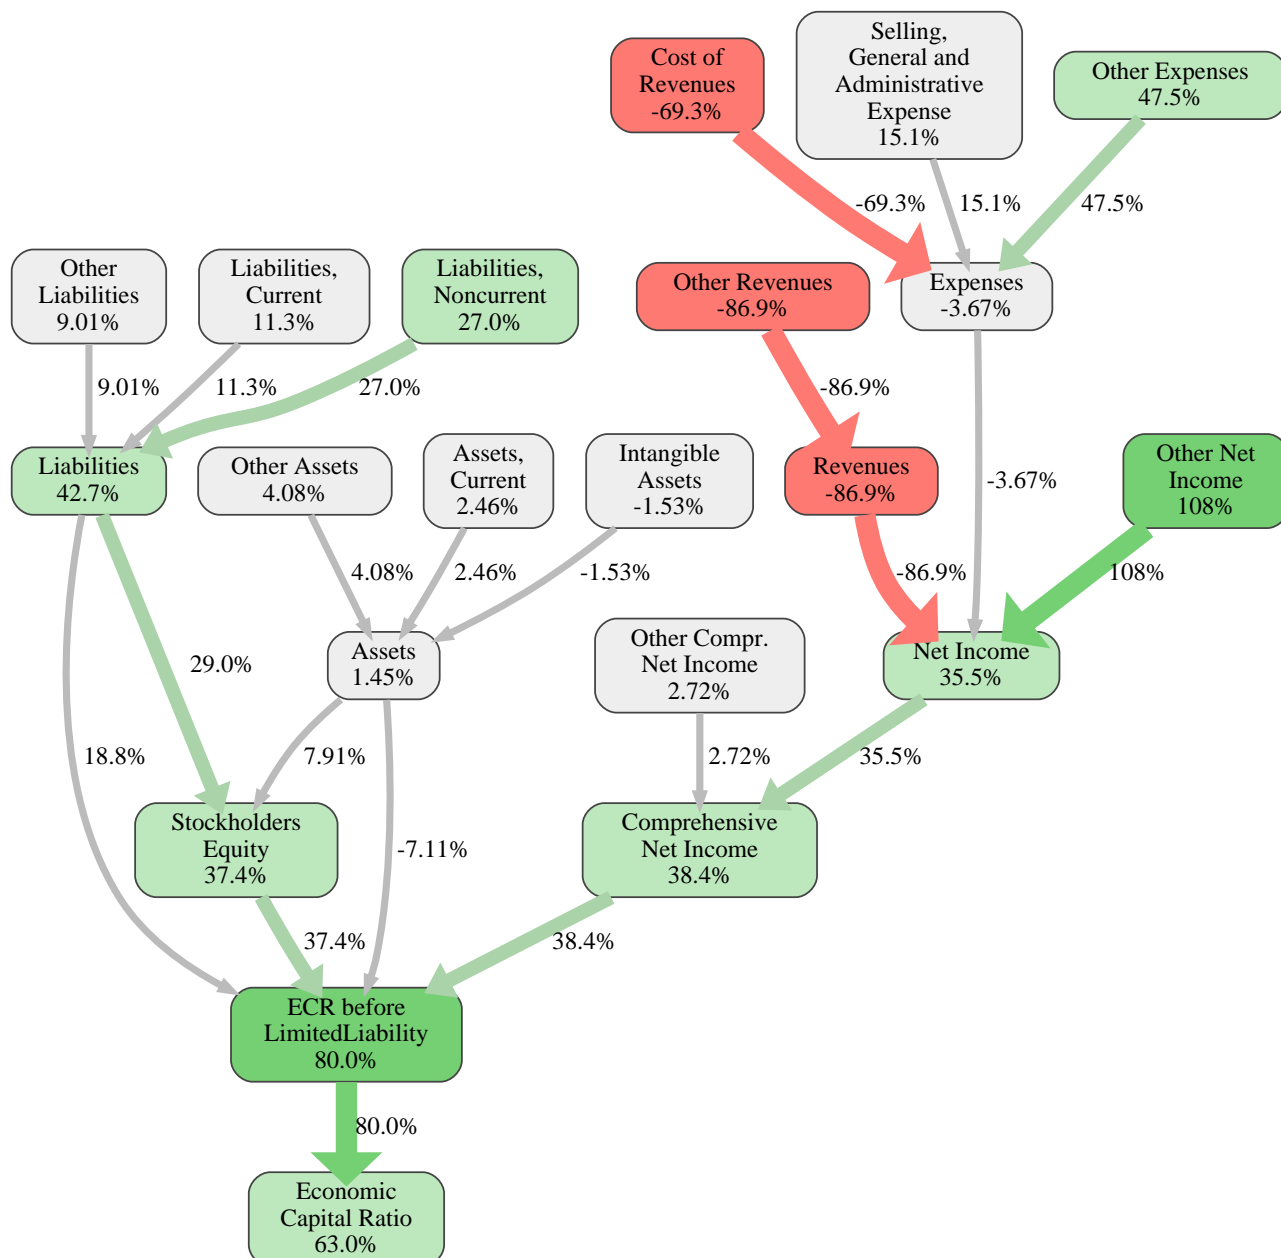 Cost of
Revenues
-69.3%
Selling,
General and
Administrative
Expense
15.1%
Other Expenses
47.5%
-69.3%
15.1%
47.5%
Other
Liabilities
9.01%
Liabilities,
Current
11.3%
Liabilities,
Noncurrent
27.0%
Other Revenues
-86.9%
Expenses
-3.67%
9.01%
11.3%
27.0%
-86.9%
Liabilities
42.7%
Other Assets
4.08%
Assets,
Current
2.46%
Intangible
Assets
-1.53%
Revenues
-86.9%
-3.67%
Other Net
Income
108%
4.08%
2.46%
-1.53%
-86.9%
108%
29.0%
Assets
1.45%
Other Compr.
Net Income
2.72%
Net Income
35.5%
18.8%
7.91%
2.72%
35.5%
Stockholders
Equity
37.4%
-7.11%
Comprehensive
Net Income
38.4%
37.4%
38.4%
ECR before
LimitedLiability
80.0%
80.0%
Economic
Capital Ratio
63.0%